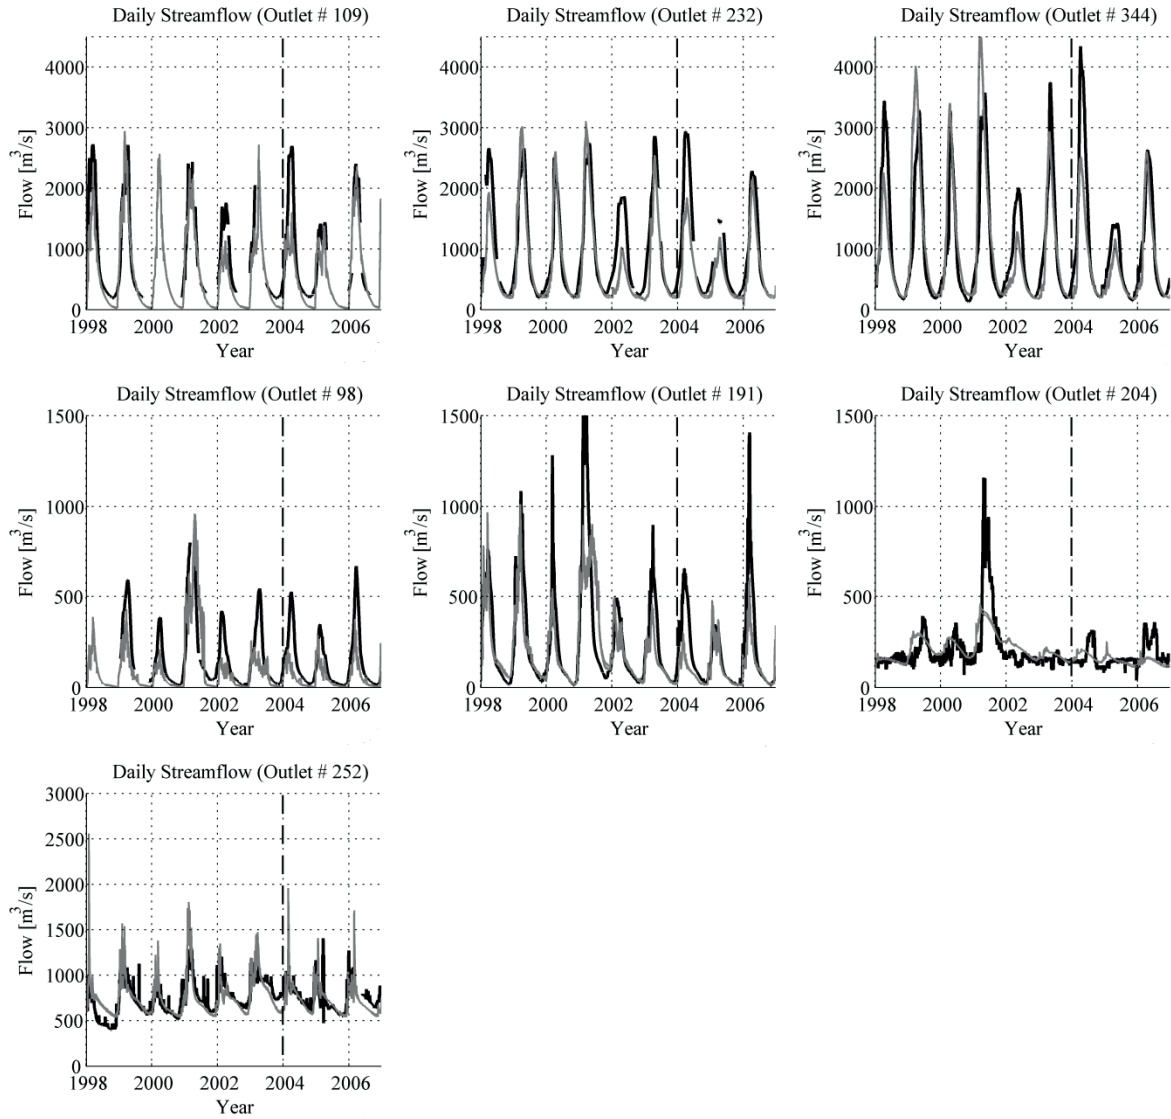 Daily Streamflow (Outlet # 109)
Flow [m³/s]
4000
3000
2000
1000
0
1998 2000 2002 2004 2006
Year
Daily Streamflow (Outlet # 232)
Flow [m³/s]
4000
3000
2000
1000
0
1998 2000 2002 2004 2006
Year
Daily Streamflow (Outlet # 344)
Flow [m³/s]
4000
3000
2000
1000
0
1998 2000 2002 2004 2006
Year
Daily Streamflow (Outlet # 98)
Flow [m³/s]
1500
1000
500
0
1998 2000 2002 2004 2006
Year
Daily Streamflow (Outlet # 191)
Flow [m³/s]
1500
1000
500
0
1998 2000 2002 2004 2006
Year
Daily Streamflow (Outlet # 204)
Flow [m³/s]
1500
1000
500
0
1998 2000 2002 2004 2006
Year
Daily Streamflow (Outlet # 252)
Flow [m³/s]
3000
2500
2000
1500
1000
500
0
1998 2000 2002 2004 2006
Year